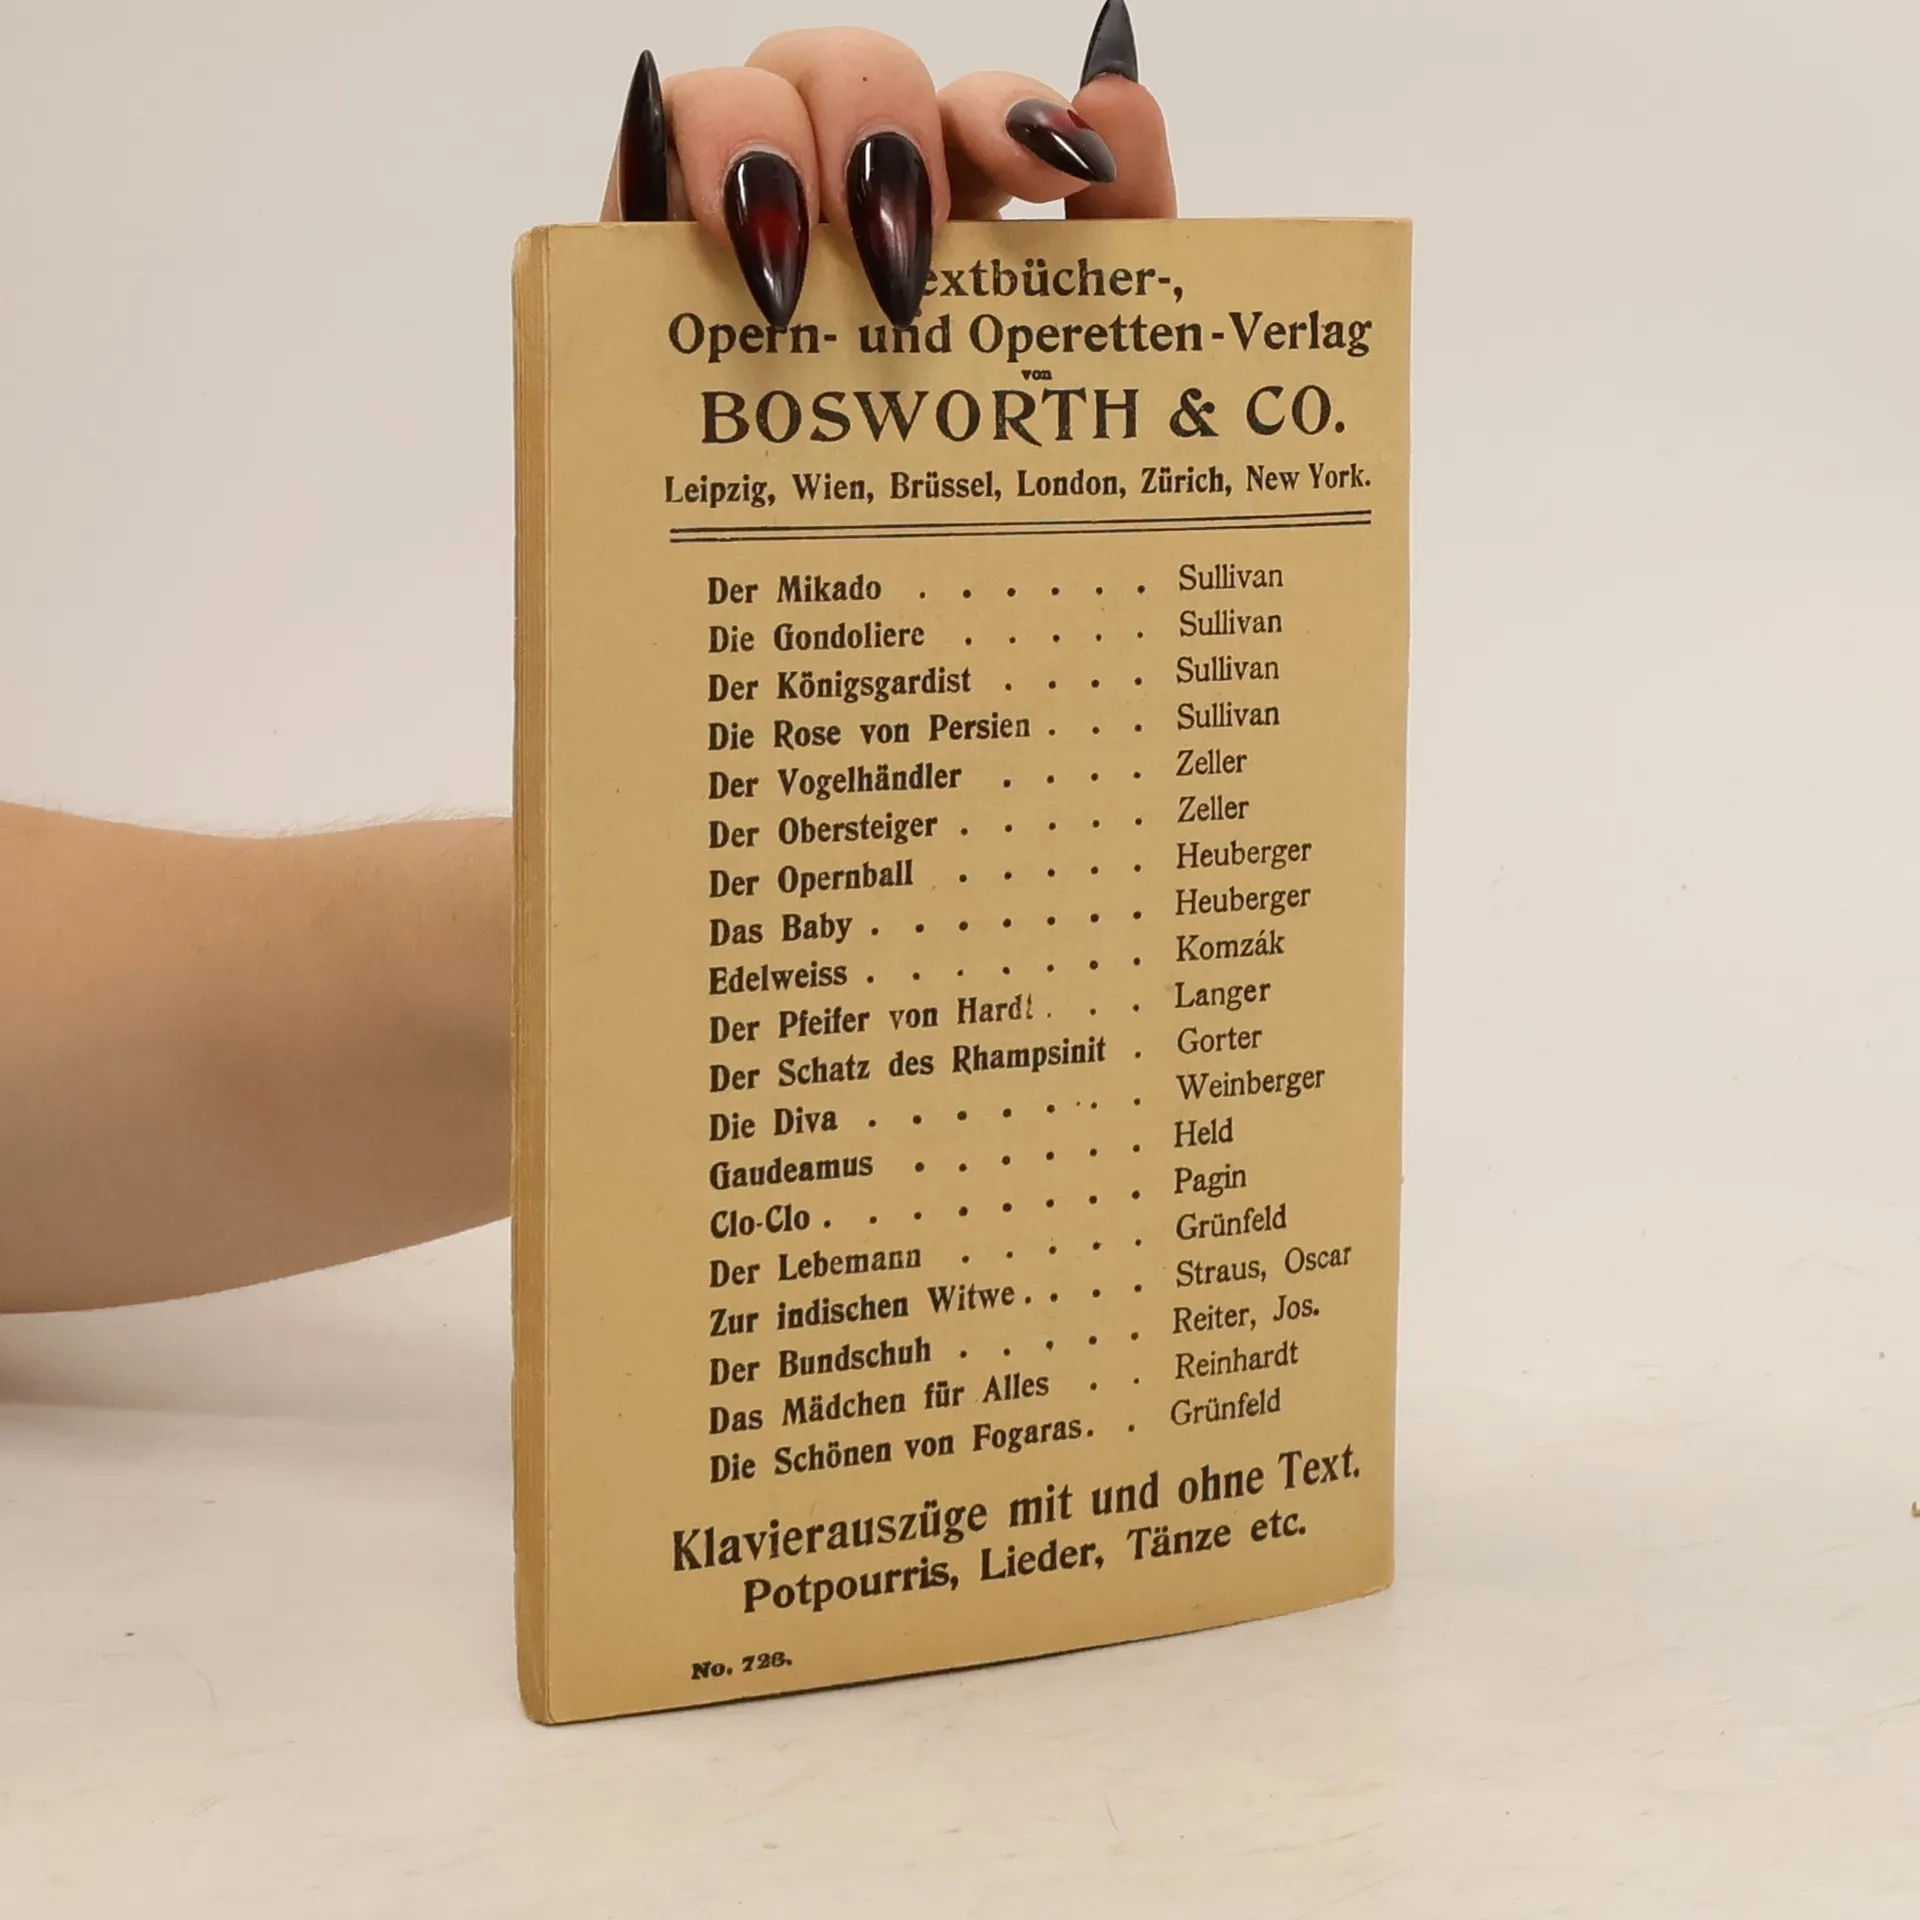 extbücher-,
Opern- und Operetten-Verlag
von
BOSWORTH & CO.
Leipzig, Wien, Brüssel, London, Zürich, New York.
Der Mikado . . . . . . Sullivan
Die Gondoliere . . . . . Sullivan
Der Königsgardist . . . . Sullivan
Die Rose von Persien . . . Sullivan
Der Vogelhändler . . . . Zeller
Der Obersteiger . . . . . Zeller
Der Opernball . . . . . Heuberger
Das Baby . . . . . . . Heuberger
Edelweiss . . . . . . . Komzák
Der Pfeifer von Hardt . . . Langer
Der Schatz des Rhampsinit . Gorter
Die Diva . . . . . . . Weinberger
Gaudeamus . . . . . . Held
Clo-Clo . . . . . . . . Pagin
Der Lebemann . . . . . Grünfeld
Zur indischen Witwe . . . . Straus, Oscar
Der Bundschuh . . . . . Reiter, Jos.
Das Mädchen für Alles . . Reinhardt
Die Schönen von Fogaras . . Grünfeld
Klavierauszüge mit und ohne Text.
Potpourris, Lieder, Tänze etc.
No. 726.